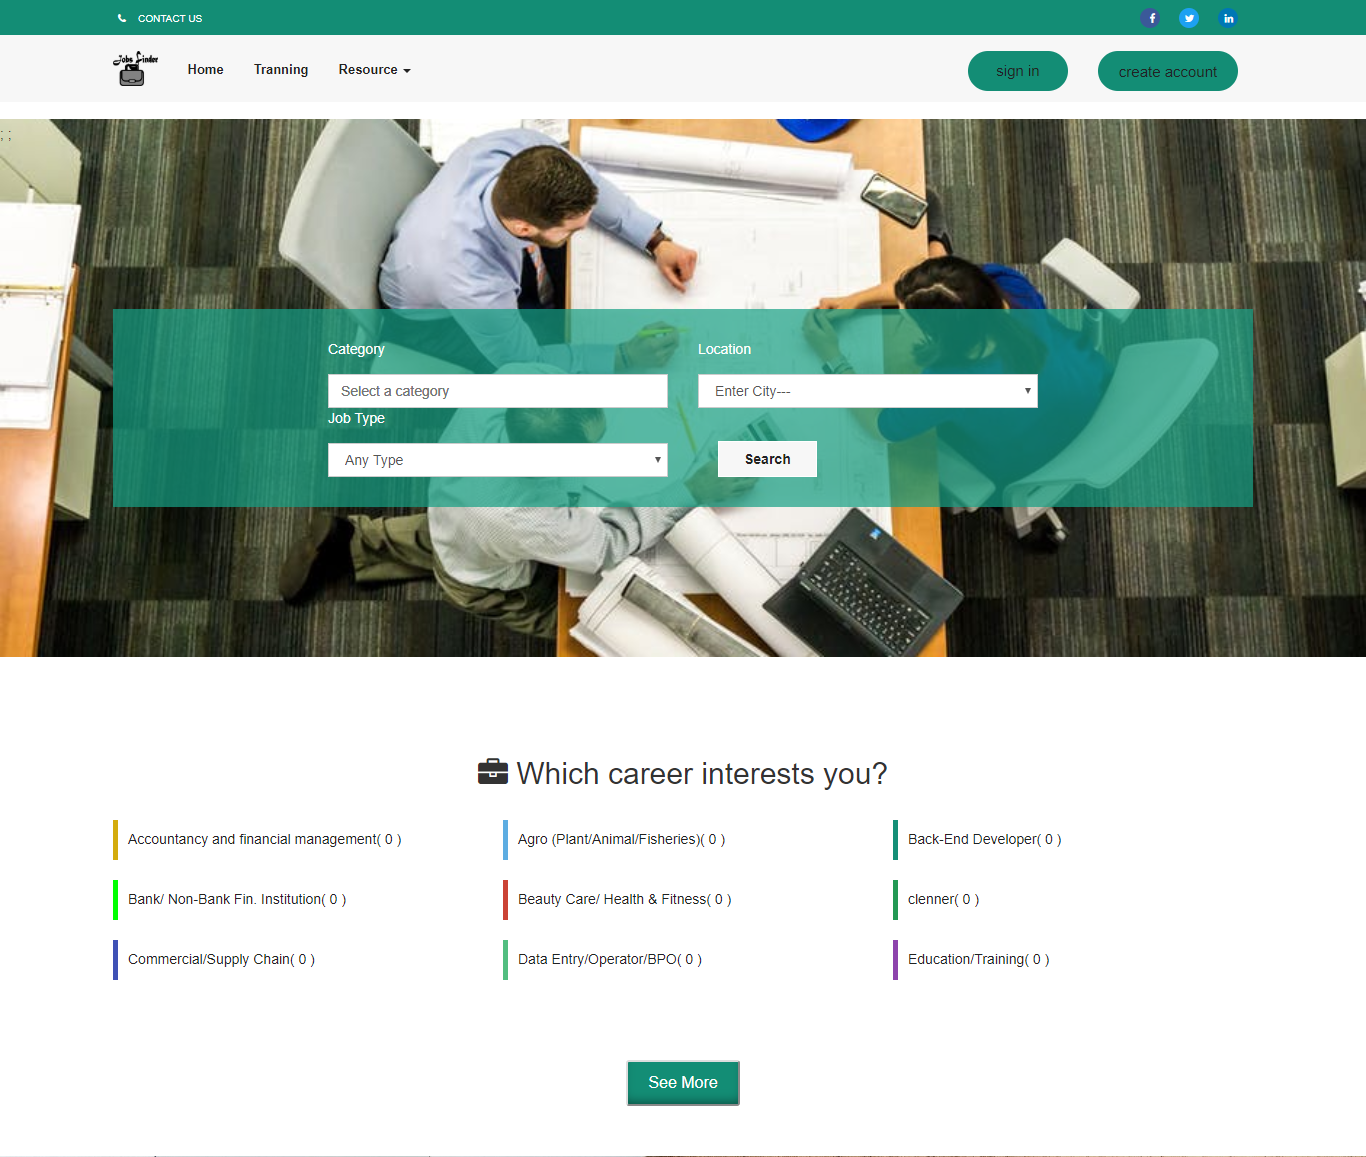 CONTACT US
Jobs Finder
Home Tranning Resource
sign in
create account
; ;
Category
Location
Select a category
Enter City---
Job Type
Any Type
Search
Which career interests you?
Accountancy and financial management( 0 )
Agro (Plant/Animal/Fisheries)( 0 )
Back-End Developer( 0 )
Bank/ Non-Bank Fin. Institution( 0 )
Beauty Care/ Health & Fitness( 0 )
clenner( 0 )
Commercial/Supply Chain( 0 )
Data Entry/Operator/BPO( 0 )
Education/Training( 0 )
See More